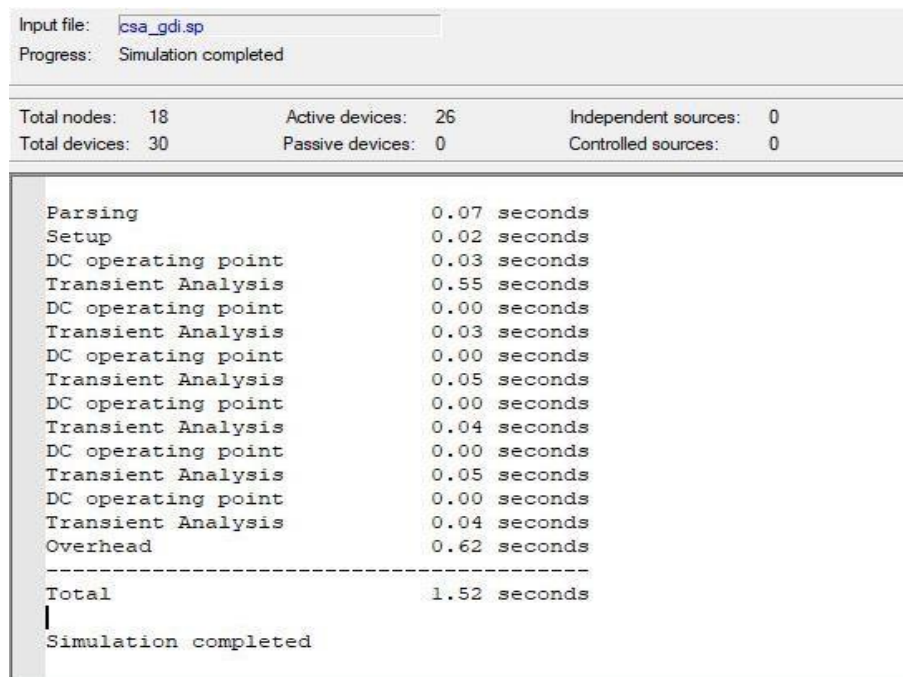 Input file: csa_gdi.sp
Progress: Simulation completed
Total nodes: 18 Active devices: 26 Independent sources: 0
Total devices: 30 Passive devices: 0 Controlled sources: 0
Parsing 0.07 seconds
Setup 0.02 seconds
DC operating point 0.03 seconds
Transient Analysis 0.55 seconds
DC operating point 0.00 seconds
Transient Analysis 0.03 seconds
DC operating point 0.00 seconds
Transient Analysis 0.05 seconds
DC operating point 0.00 seconds
Transient Analysis 0.04 seconds
DC operating point 0.00 seconds
Transient Analysis 0.05 seconds
DC operating point 0.00 seconds
Transient Analysis 0.04 seconds
Overhead 0.62 seconds
-----------------------------------------
Total 1.52 seconds
Simulation completed